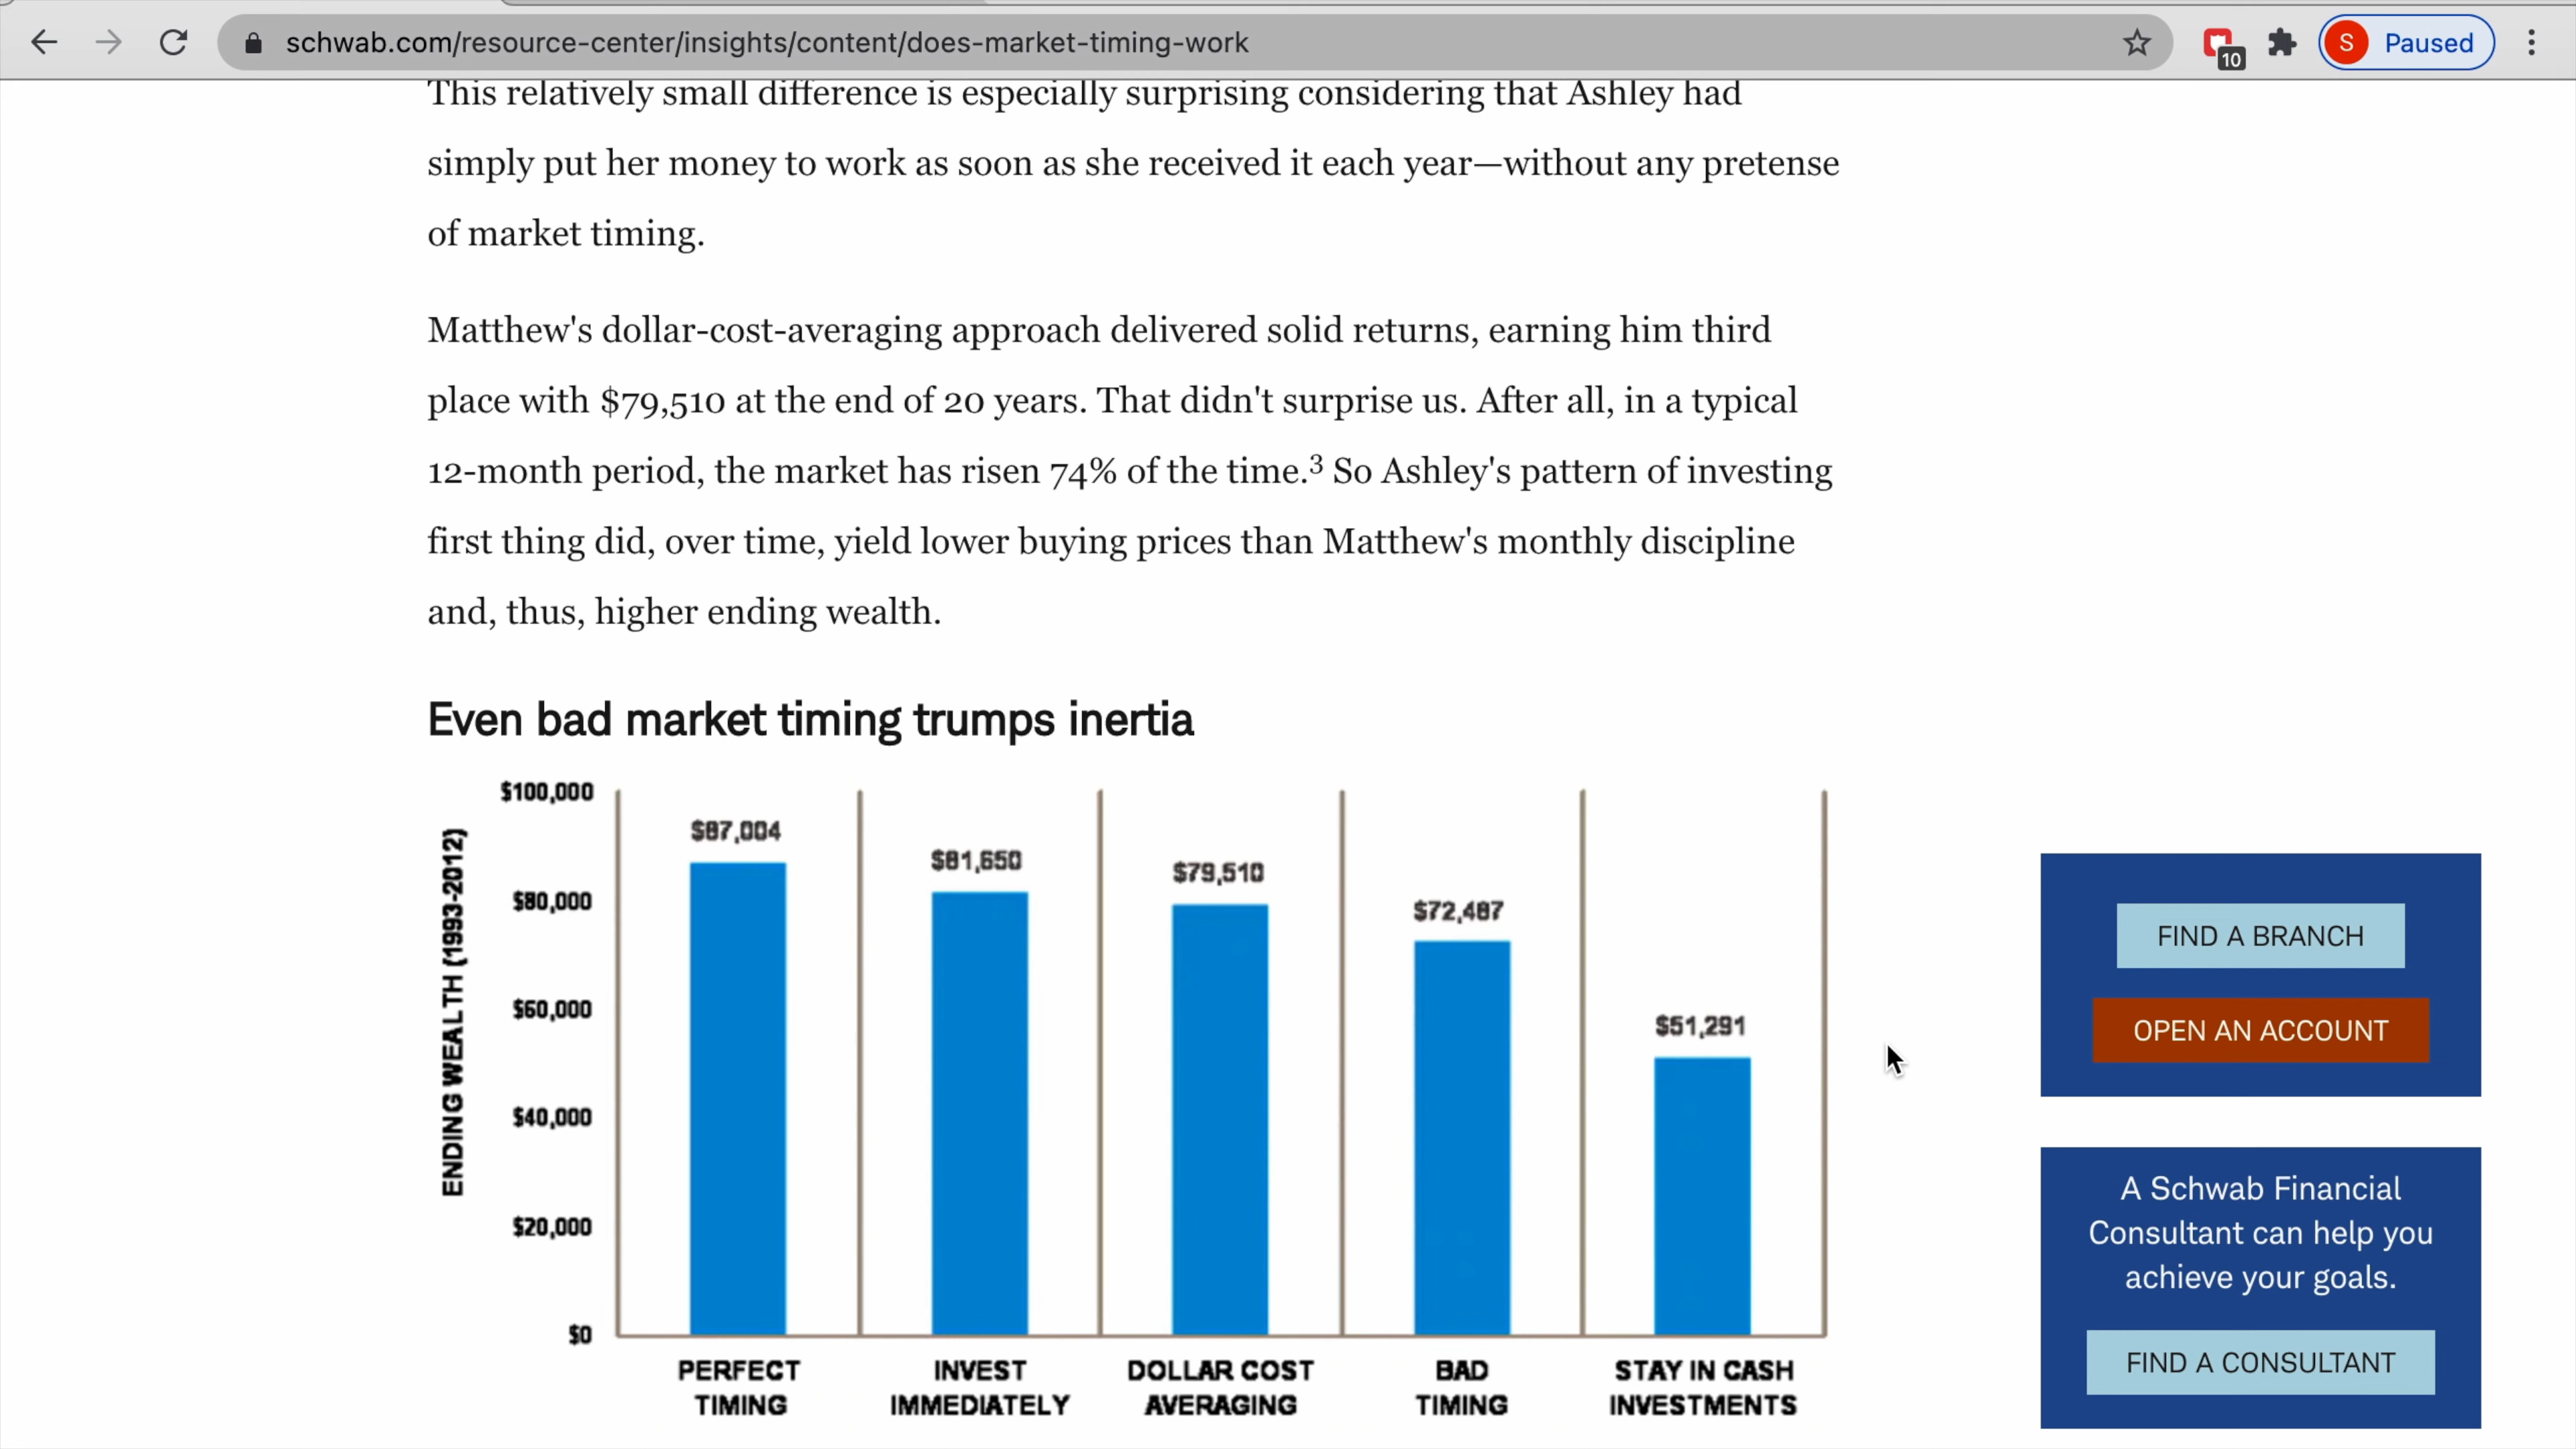 schwab.com/resource-center/insights/content/does-market-timing-work
10
S
Paused
This relatively small difference is especially surprising considering that Ashley had
simply put her money to work as soon as she received it each year—without any pretense
of market timing.
Matthew's dollar-cost-averaging approach delivered solid returns, earning him third
place with $79,510 at the end of 20 years. That didn't surprise us. After all, in a typical
12-month period, the market has risen 74% of the time.³ So Ashley's pattern of investing
first thing did, over time, yield lower buying prices than Matthew's monthly discipline
and, thus, higher ending wealth.
Even bad market timing trumps inertia
ENDING WEALTH (1993-2012)
$100,000
$80,000
$60,000
$40,000
$20,000
$0
$87,004
$81,650
$79,510
$72,487
$51,291
PERFECT
TIMING
INVEST
IMMEDIATELY
DOLLAR COST
AVERAGING
BAD
TIMING
STAY IN CASH
INVESTMENTS
FIND A BRANCH
OPEN AN ACCOUNT
A Schwab Financial
Consultant can help you
achieve your goals.
FIND A CONSULTANT